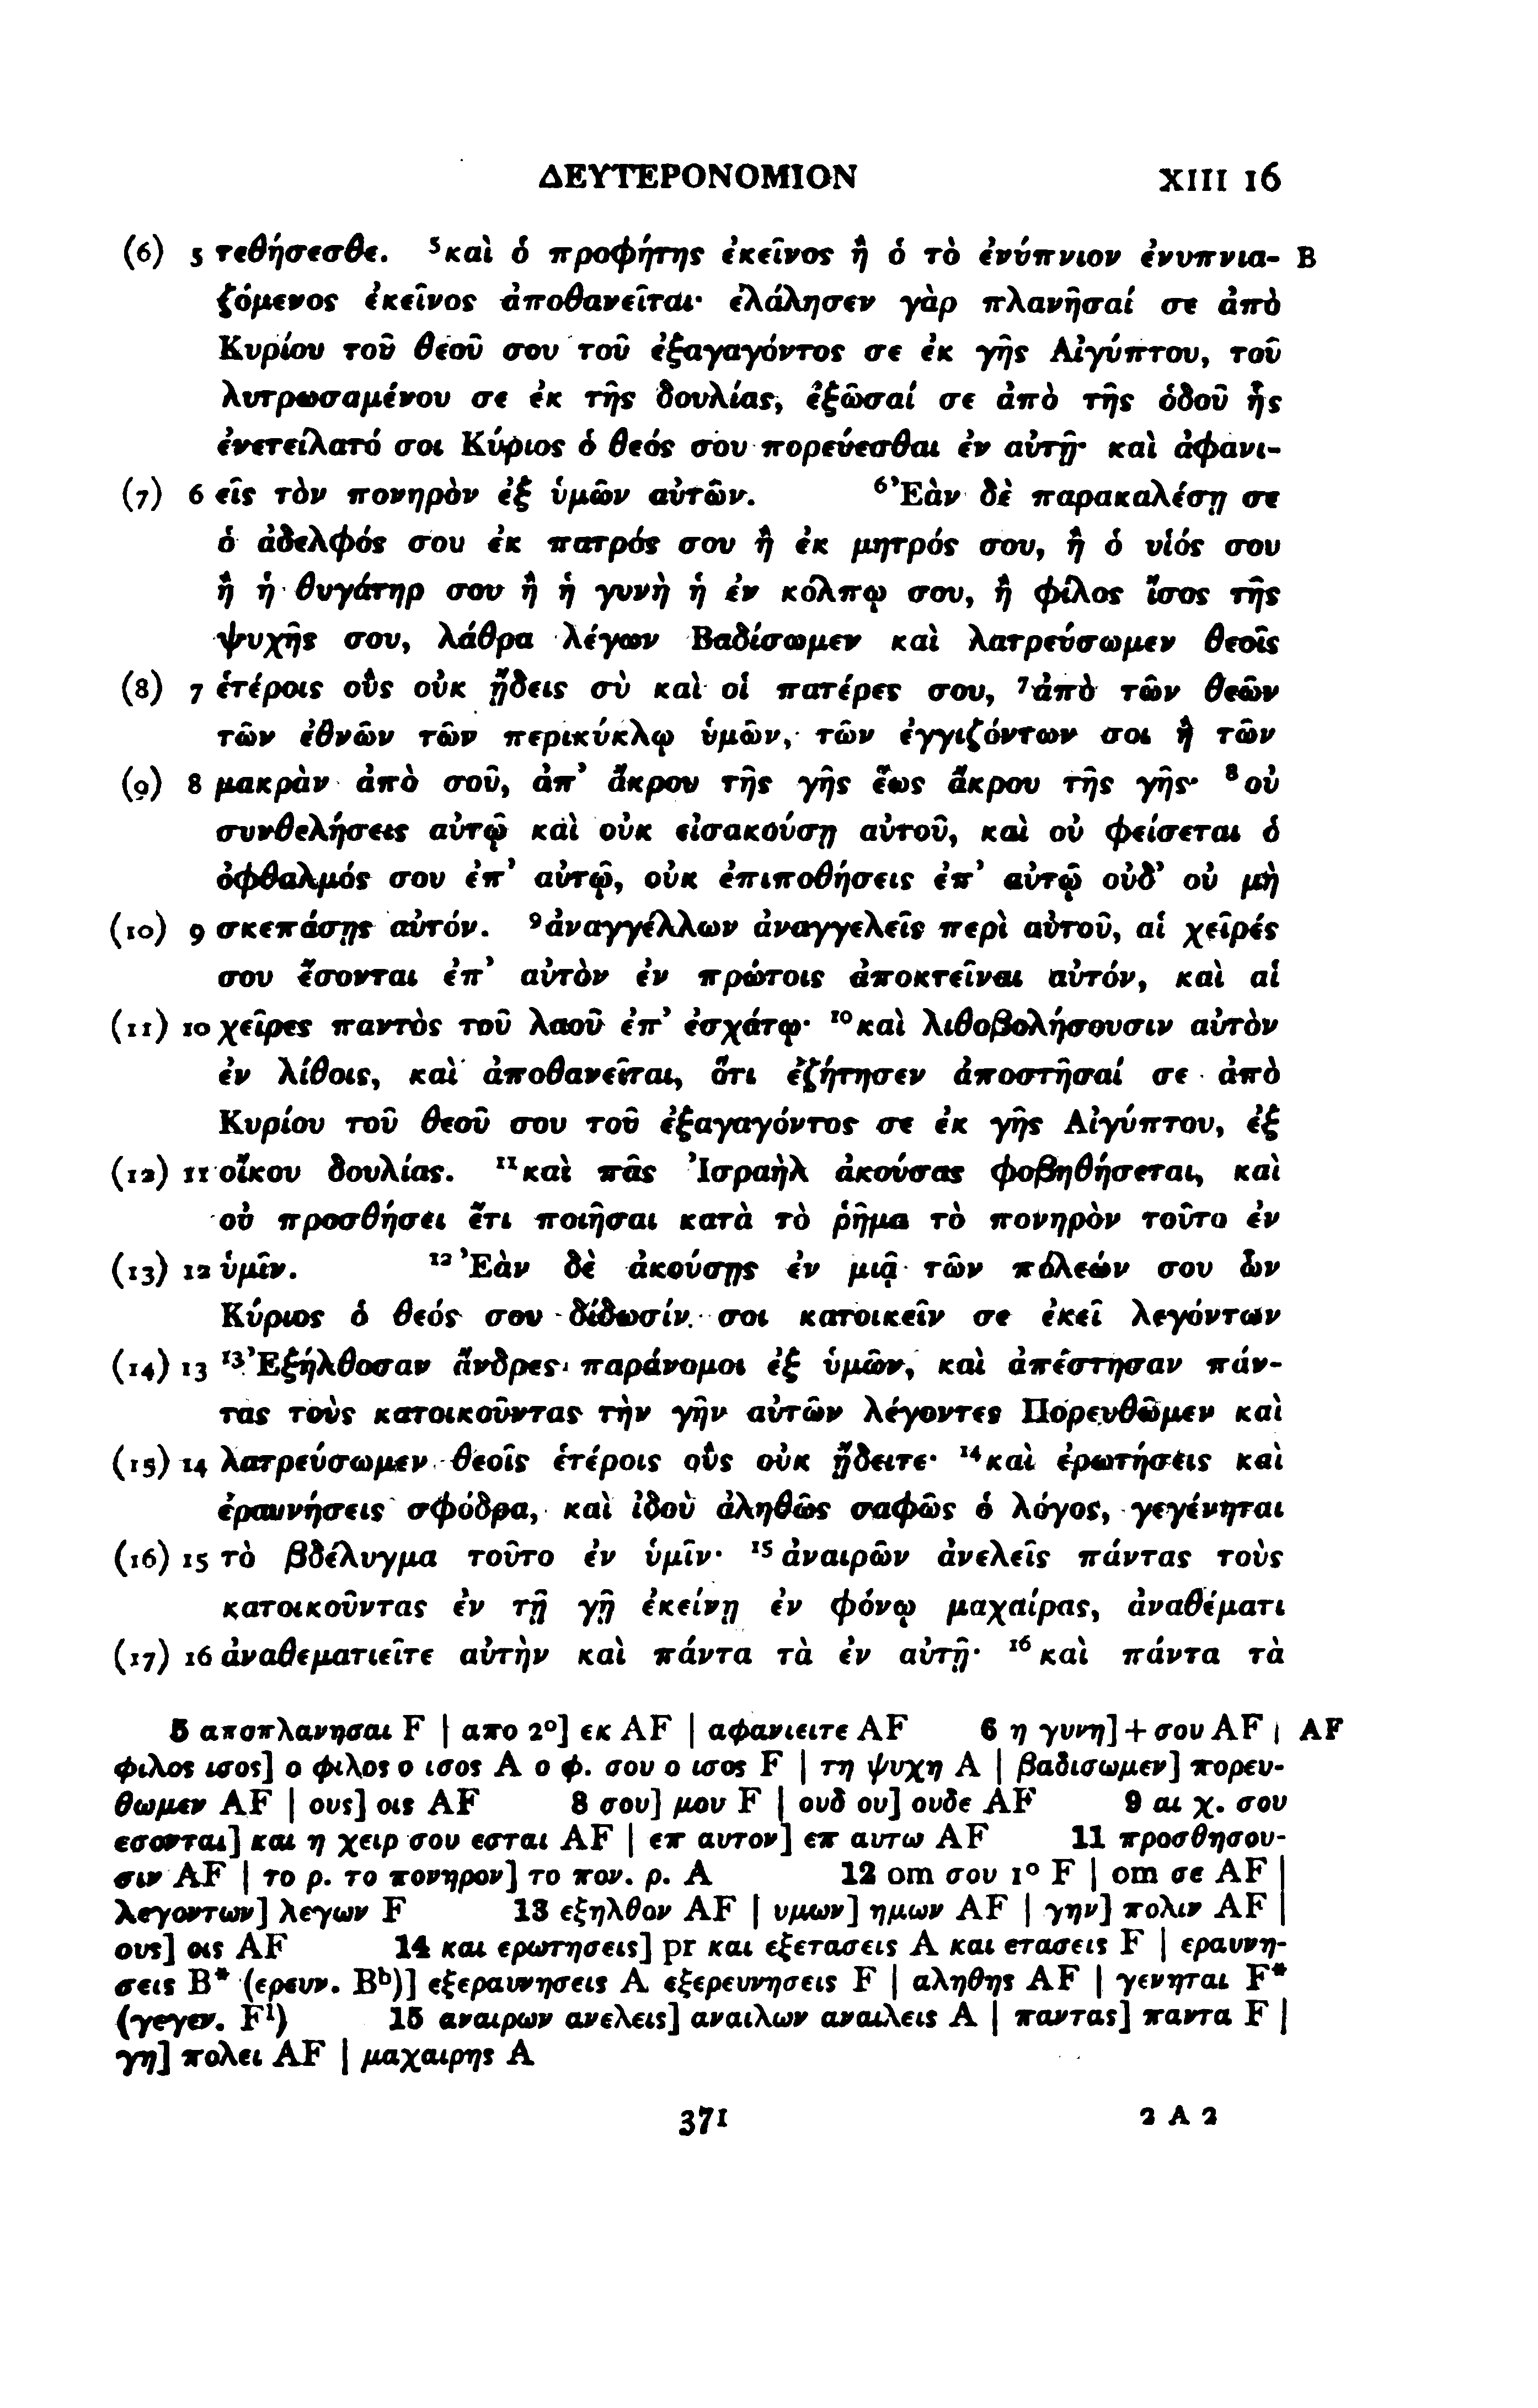 ΔΕΥΤΕΡΟΝΟΜΙΟΝ XIII 16
(6) 5 τεθήσεσθε. ⁵καὶ ὁ προφήτης ἐκεῖνος ἢ ὁ τὸ ἐνύπνιον ἐνυπνια- B
ζόμενος ἐκεῖνος ἀποθανεῖται· ἐλάλησεν γὰρ πλανῆσαί σε ἀπὸ
Κυρίου τοῦ θεοῦ σου τοῦ ἐξαγαγόντος σε ἐκ γῆς Αἰγύπτου, τοῦ
λυτρωσαμένου σε ἐκ τῆς δουλίας, ἐξῶσαί σε ἀπὸ τῆς ὁδοῦ ἧς
ἐνετείλατό σοι Κύριος ὁ θεός σου πορεύεσθαι ἐν αὐτῇ· καὶ ἀφανι-
(7) 6 εῖς τὸν πονηρὸν ἐξ ὑμῶν αὐτῶν. ⁶Ἐὰν δὲ παρακαλέσῃ σε
ὁ ἀδελφός σου ἐκ πατρός σου ἢ ἐκ μητρός σου, ἢ ὁ υἱός σου
ἢ ἡ θυγάτηρ σου ἢ ἡ γυνὴ ἡ ἐν κόλπῳ σου, ἢ φίλος ἴσος τῆς
ψυχῆς σου, λάθρα λέγων Βαδίσωμεν καὶ λατρεύσωμεν θεοῖς
(8) 7 ἑτέροις οὓς οὐκ ᾔδεις σὺ καὶ οἱ πατέρες σου, ⁷ἀπὸ τῶν θεῶν
τῶν ἐθνῶν τῶν περικύκλῳ ὑμῶν, τῶν ἐγγιζόντων σοι ἢ τῶν
(9) 8 μακρὰν ἀπὸ σοῦ, ἀπ’ ἄκρου τῆς γῆς ἕως ἄκρου τῆς γῆς· ⁸οὐ
συνθελήσεις αὐτῷ καὶ οὐκ εἰσακούσῃ αὐτοῦ, καὶ οὐ φείσεται ὁ
ὀφθαλμός σου ἐπ’ αὐτῷ, οὐκ ἐπιποθήσεις ἐπ’ αὐτῷ οὐδ’ οὐ μὴ
(10) 9 σκεπάσῃς αὐτόν. ⁹ἀναγγέλλων ἀναγγελεῖς περὶ αὐτοῦ, αἱ χεῖρές
σου ἔσονται ἐπ’ αὐτὸν ἐν πρώτοις ἀποκτεῖναι αὐτόν, καὶ αἱ
(11) 10 χεῖρες παντὸς τοῦ λαοῦ ἐπ’ ἐσχάτῳ· ¹⁰καὶ λιθοβολήσουσιν αὐτὸν
ἐν λίθοις, καὶ ἀποθανεῖται, ὅτι ἐζήτησεν ἀποστῆσαί σε ἀπὸ
Κυρίου τοῦ θεοῦ σου τοῦ ἐξαγαγόντος σε ἐκ γῆς Αἰγύπτου, ἐξ
(12) 11 οἴκου δουλίας. ¹¹καὶ πᾶς Ἰσραὴλ ἀκούσας φοβηθήσεται, καὶ
οὐ προσθήσει ἔτι ποιῆσαι κατὰ τὸ ῥῆμα τὸ πονηρὸν τοῦτο ἐν
(13) 12 ὑμῖν. ¹²Ἐὰν δὲ ἀκούσῃς ἐν μιᾷ τῶν πόλεών σου ὧν
Κύριος ὁ θεός σου δίδωσίν σοι κατοικεῖν σε ἐκεῖ λεγόντων
(14) 13 ¹³Ἐξήλθοσαν ἄνδρες παράνομοι ἐξ ὑμῶν, καὶ ἀπέστησαν πάν-
τας τοὺς κατοικοῦντας τὴν γῆν αὐτῶν λέγοντες Πορευθῶμεν καὶ
(15) 14 λατρεύσωμεν θεοῖς ἑτέροις οὓς οὐκ ᾔδειτε· ¹⁴καὶ ἐρωτήσεις καὶ
ἐραυνήσεις σφόδρα, καὶ ἰδοὺ ἀληθῶς σαφῶς ὁ λόγος, γεγένηται
(16) 15 τὸ βδέλυγμα τοῦτο ἐν ὑμῖν· ¹⁵ἀναιρῶν ἀνελεῖς πάντας τοὺς
κατοικοῦντας ἐν τῇ γῇ ἐκείνῃ ἐν φόνῳ μαχαίρας, ἀναθέματι
(17) 16 ἀναθεματιεῖτε αὐτὴν καὶ πάντα τὰ ἐν αὐτῇ· ¹⁶καὶ πάντα τὰ
5 αποπλανησαι F | απο 2°] εκ AF | αφανιειτε AF 6 η γυνη] + σου AF | AF
φιλος ισος] ο φιλος ο ισος A ο φ. σου ο ισος F | τη ψυχη A | βαδισωμεν] πορευ-
θωμεν AF | ους] οις AF 8 σου] μου F | ουδ ου] ουδε AF 9 αι χ. σου
εσονται] και η χειρ σου εσται AF | επ αυτον] επ αυτω AF 11 προσθησου-
σιν AF | το ρ. το πονηρον] το πον. ρ. A 12 om σου 1° F | om σε AF |
λεγοντων] λεγων F 13 εξηλθον AF | υμων] ημων AF | γην] πολιν AF |
ους] οις AF 14 και ερωτησεις] pr και εξετασεις A και ετασεις F | εραυνη-
σεις B* (ερευν. Bᵇ)] εξεραυνησεις A εξερευνησεις F | αληθης AF | γενηται F*
(γεγεν. F¹) 15 αναιρων ανελεις] αναιλων αναιλεις A | παντας] παντα F |
γη] πολει AF | μαχαιρης A
371 2 A 2